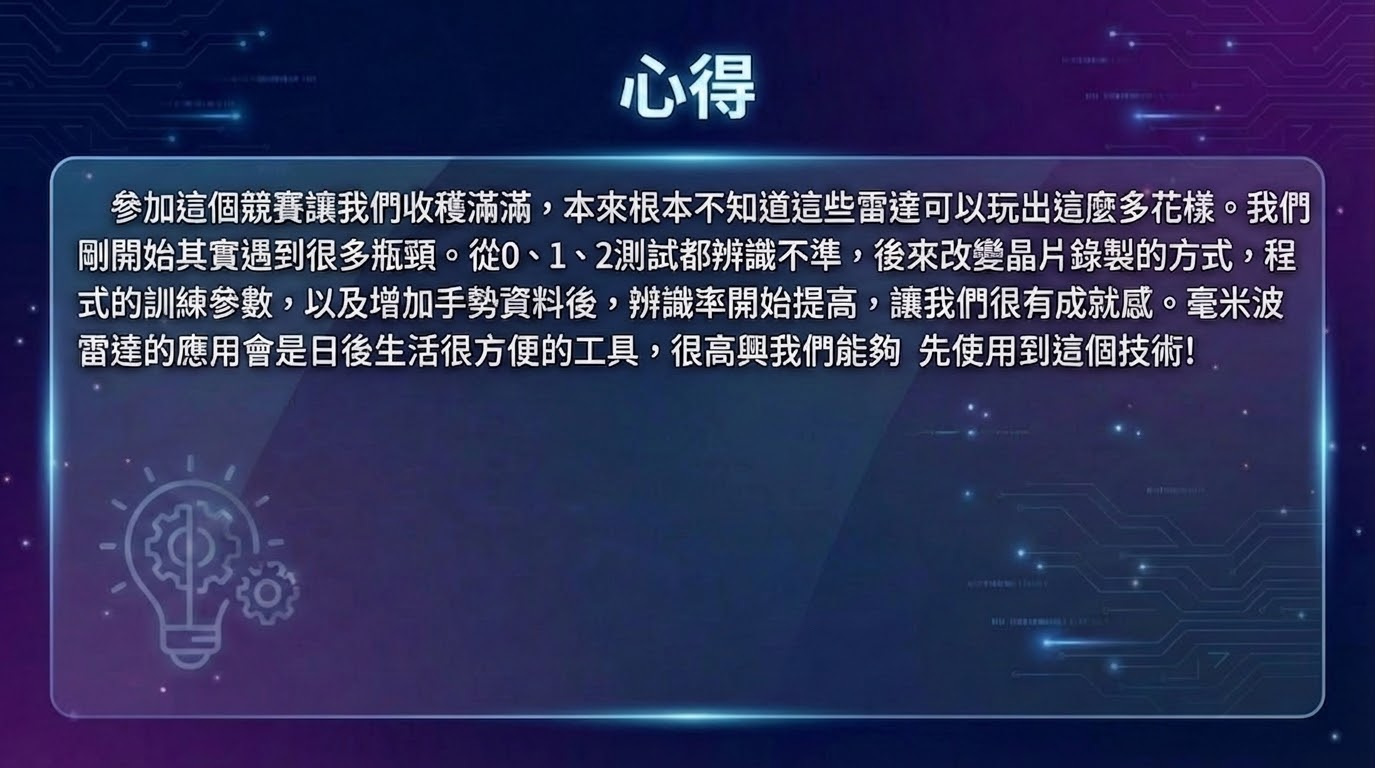 心得
參加這個競賽讓我們收穫滿滿，本來根本不知道這些雷達可以玩出這麼多花樣。我們
剛開始其實遇到很多瓶頸。從0、1、2測試都辨識不準，後來改變晶片錄製的方式，程
式的訓練參數，以及增加手勢資料後，辨識率開始提高，讓我們很有成就感。毫米波
雷達的應用會是日後生活很方便的工具，很高興我們能夠 先使用到這個技術!